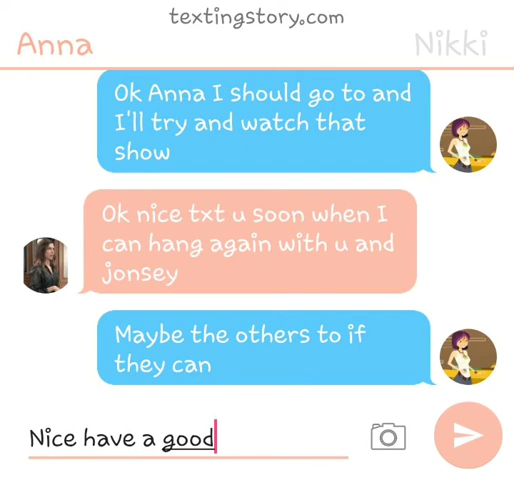 textingstory.com
Anna
Nikki
Ok Anna I should go to and
I'll try and watch that
show
Ok nice txt u soon when I
can hang again with u and
jonsey
Maybe the others to if
they can
Nice have a good